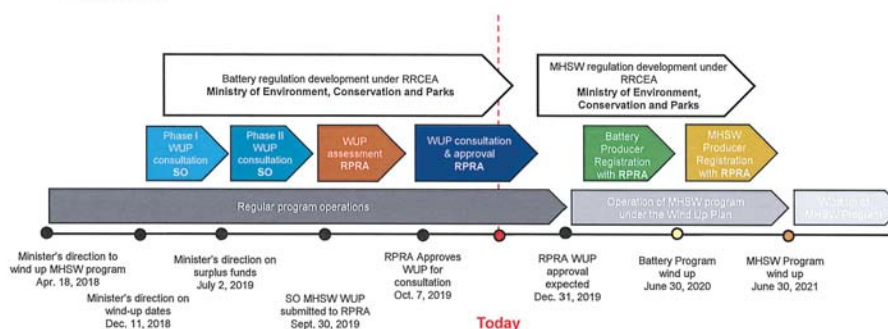 Battery regulation development under RRCEA
Ministry of Environment, Conservation and Parks
MHSW regulation development under
RRCEA
Ministry of Environment,
Conservation and Parks
Phase I
WUP
consultation
SO
Phase II
WUP
consultation
SO
WUP
assessment
RPRA
WUP consultation
& approval
RPRA
Battery
Producer
Registration
with RPRA
MHSW
Producer
Registration
with RPRA
Regular program operations
Operation of MHSW program
under the Wind Up Plan
MHSW Program
Minister's direction to
wind up MHSW program
Apr. 18, 2018
Minister's direction on
wind-up dates
Dec. 11, 2018
Minister's direction on
surplus funds
July 2, 2019
SO MHSW WUP
submitted to RPRA
Sept. 30, 2019
RPRA Approves
WUP for
consultation
Oct. 7, 2019
Today
RPRA WUP
approval
expected
Dec. 31, 2019
Battery Program
wind up
June 30, 2020
MHSW Program
wind up
June 30, 2021